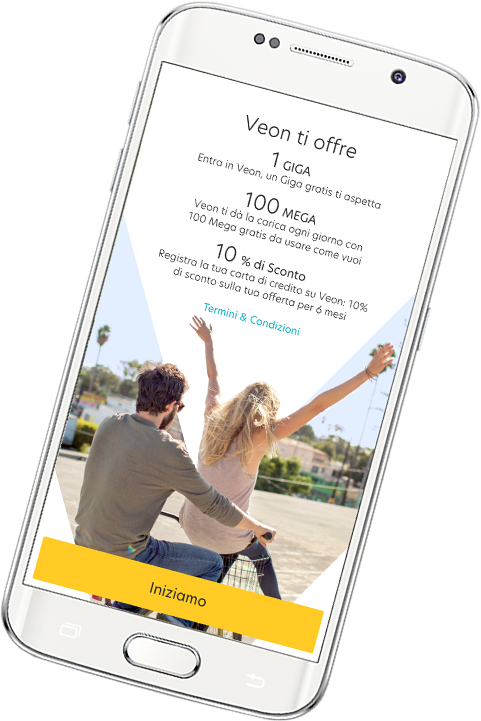 Veon ti offre
1 GIGA
Entra in Veon, un Giga gratis ti aspetta
100 MEGA
Veon ti dà la carica ogni giorno con
100 Mega gratis da usare come vuoi
10 % di Sconto
Registra la tua carta di credito su Veon: 10%
di sconto sulla tua offerta per 6 mesi
Termini & Condizioni
Iniziamo